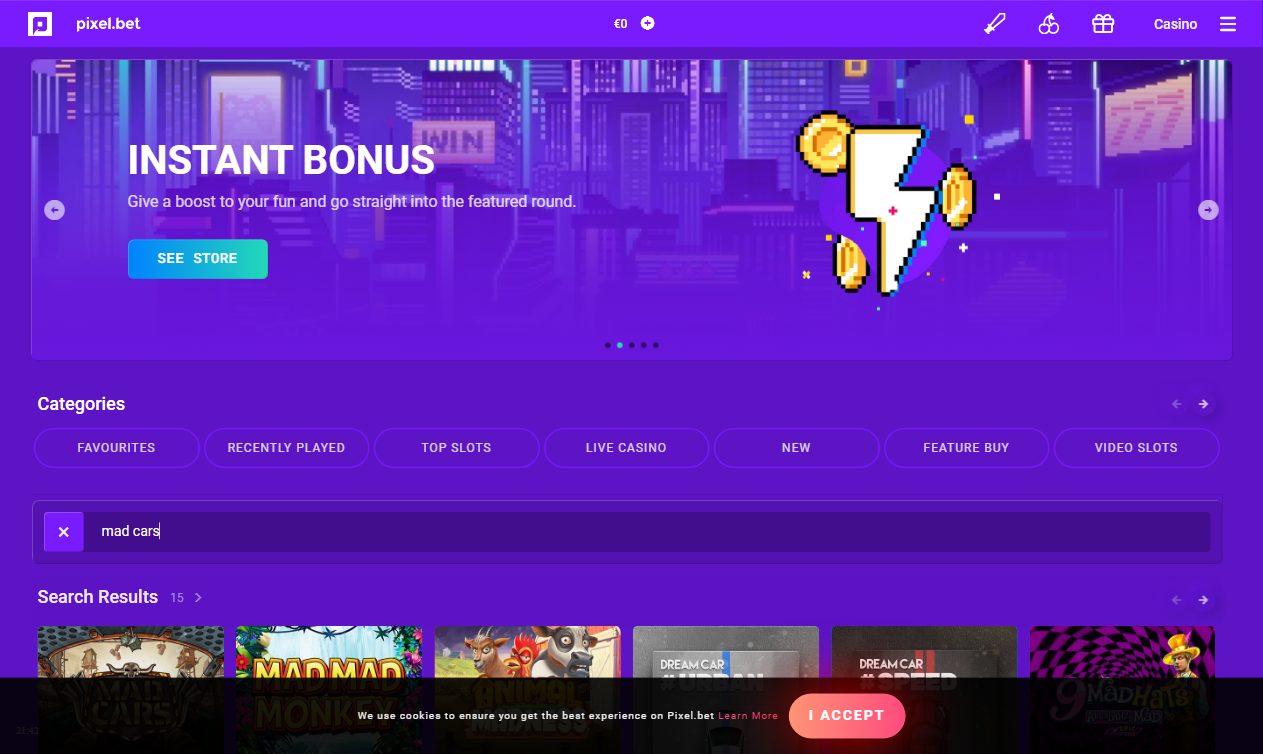 pixel.bet
€0
Casino
WIN
777
INSTANT BONUS
Give a boost to your fun and go straight into the featured round.
SEE STORE
Categories
FAVOURITES
RECENTLY PLAYED
TOP SLOTS
LIVE CASINO
NEW
FEATURE BUY
VIDEO SLOTS
mad cars
Search Results 15
MAD CARS
MAD MAD MONKEY
ANIMAL MADNESS
DREAM CAR
#URBAN
DREAM CAR
#SPEED
9 MADHATS
We use cookies to ensure you get the best experience on Pixel.bet Learn More
I ACCEPT